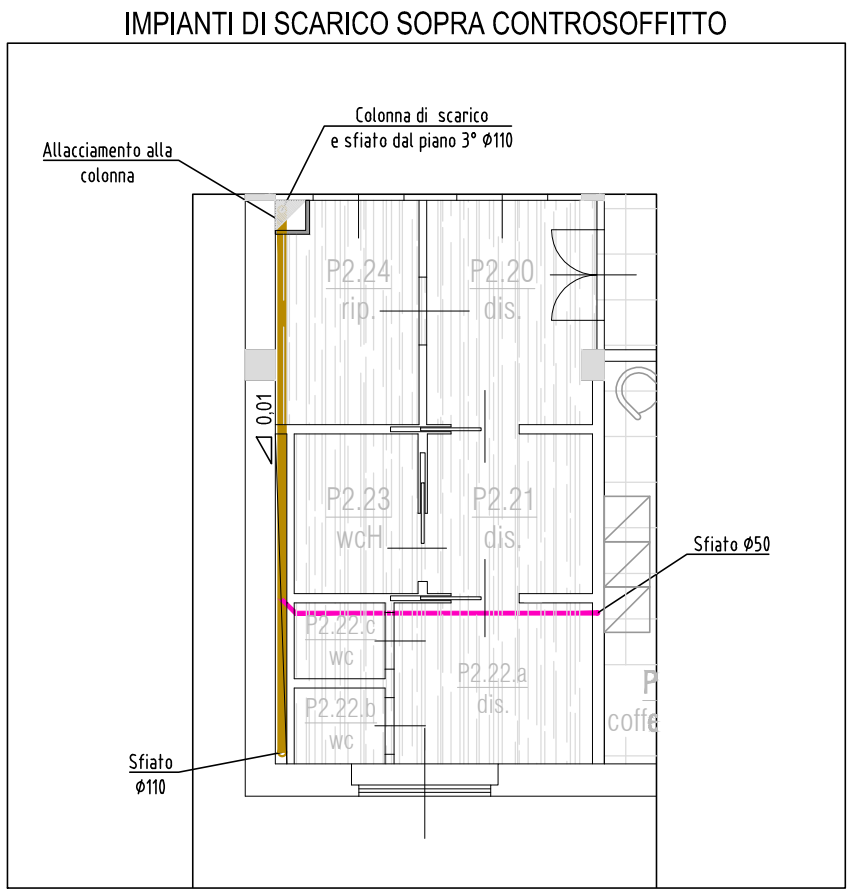 IMPIANTI DI SCARICO SOPRA CONTROSOFFITTO
Colonna di scarico
e sfiato dal piano 3° Ø110
Allacciamento alla
colonna
P2.24
rip.
P2.20
dis.
0,01
P2.23
wcH
P2.21
dis.
Sfiato Ø50
P2.22.c
wc
P2.22.a
dis.
P
coffe
P2.22.b
wc
Sfiato
Ø110